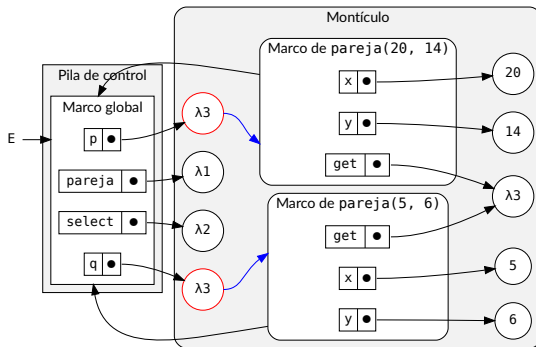 Montículo
Pila de control
Marco global
E
p
pareja
select
q
λ3
λ1
λ2
λ3
Marco de pareja(20, 14)
x
y
get
Marco de pareja(5, 6)
get
x
y
20
14
λ3
5
6